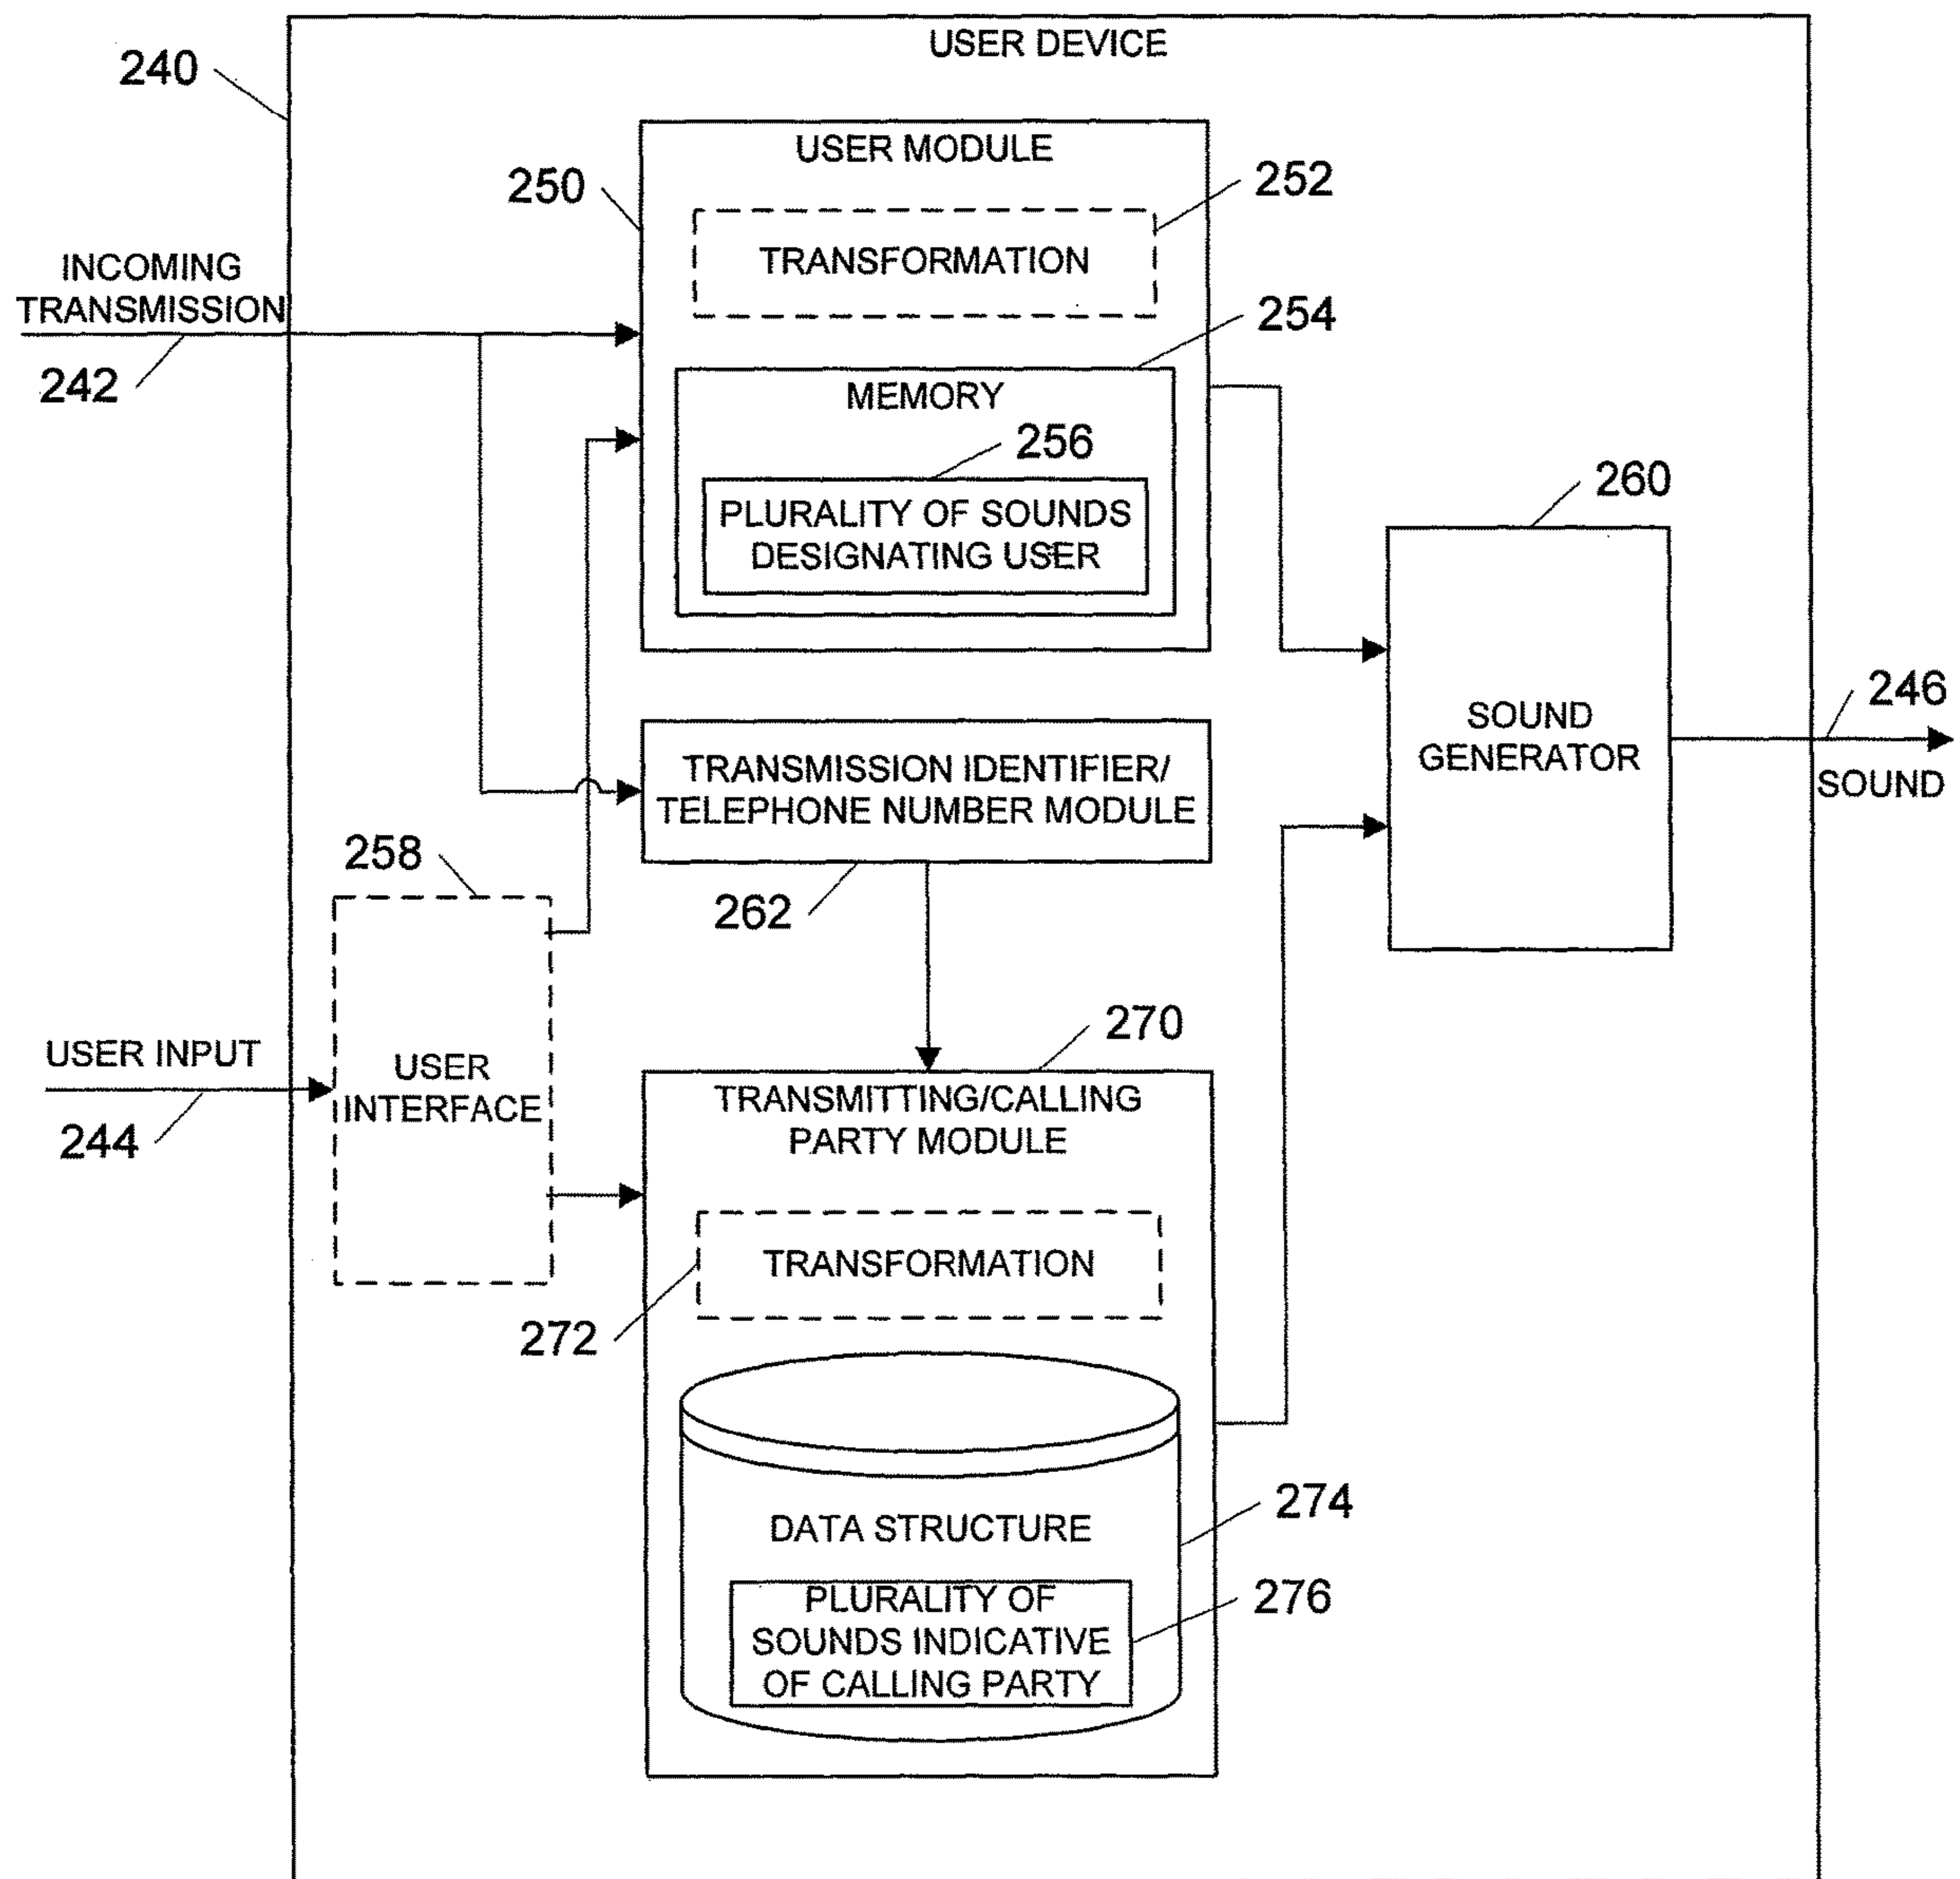 USER DEVICE
240
USER MODULE
250
252
TRANSFORMATION
INCOMING
TRANSMISSION
242
254
MEMORY
256
PLURALITY OF SOUNDS
DESIGNATING USER
260
SOUND
GENERATOR
246
SOUND
TRANSMISSION IDENTIFIER/
TELEPHONE NUMBER MODULE
262
258
USER INPUT
244
USER
INTERFACE
270
TRANSMITTING/CALLING
PARTY MODULE
TRANSFORMATION
272
DATA STRUCTURE
274
PLURALITY OF
SOUNDS INDICATIVE
OF CALLING PARTY
276